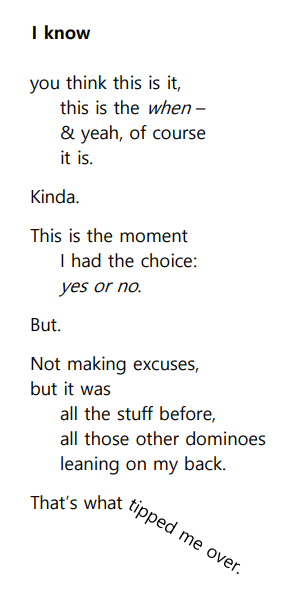 I know
you think this is it,
this is the when –
& yeah, of course
it is.
Kinda.
This is the moment
I had the choice:
yes or no.
But.
Not making excuses,
but it was
all the stuff before,
all those other dominoes
leaning on my back.
That's what tipped me over.